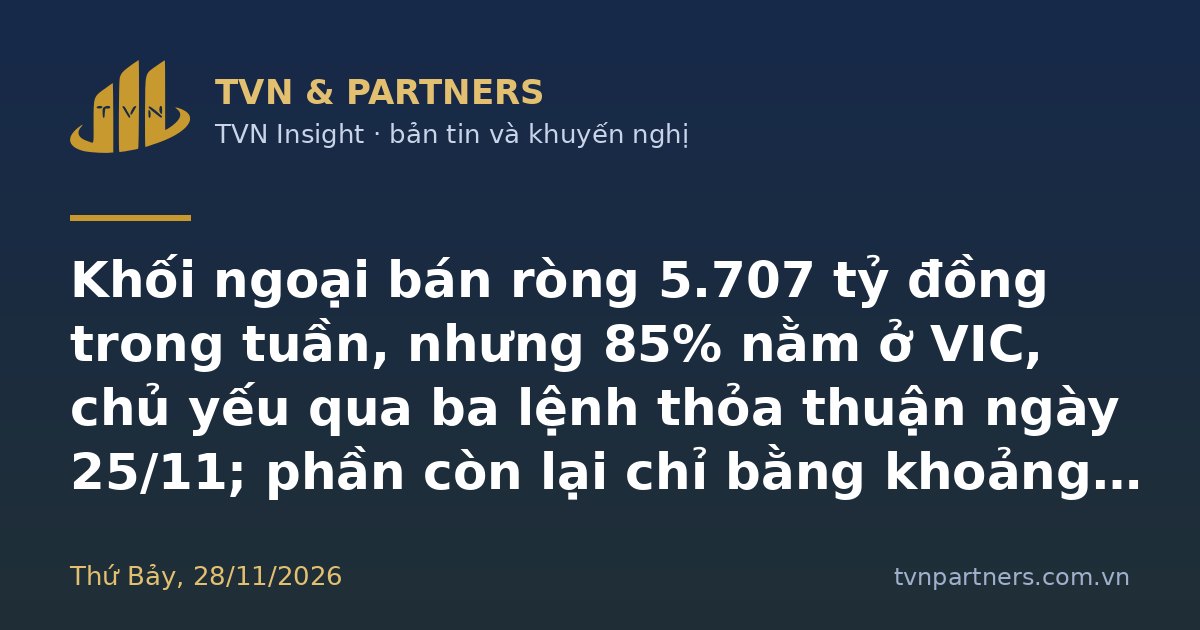 TVN
TVN & PARTNERS
TVN Insight · bản tin và khuyến nghị
Khối ngoại bán ròng 5.707 tỷ đồng
trong tuần, nhưng 85% nằm ở VIC,
chủ yếu qua ba lệnh thỏa thuận ngày
25/11; phần còn lại chỉ bằng khoảng…
Thứ Bảy, 28/11/2026
tvnpartners.com.vn